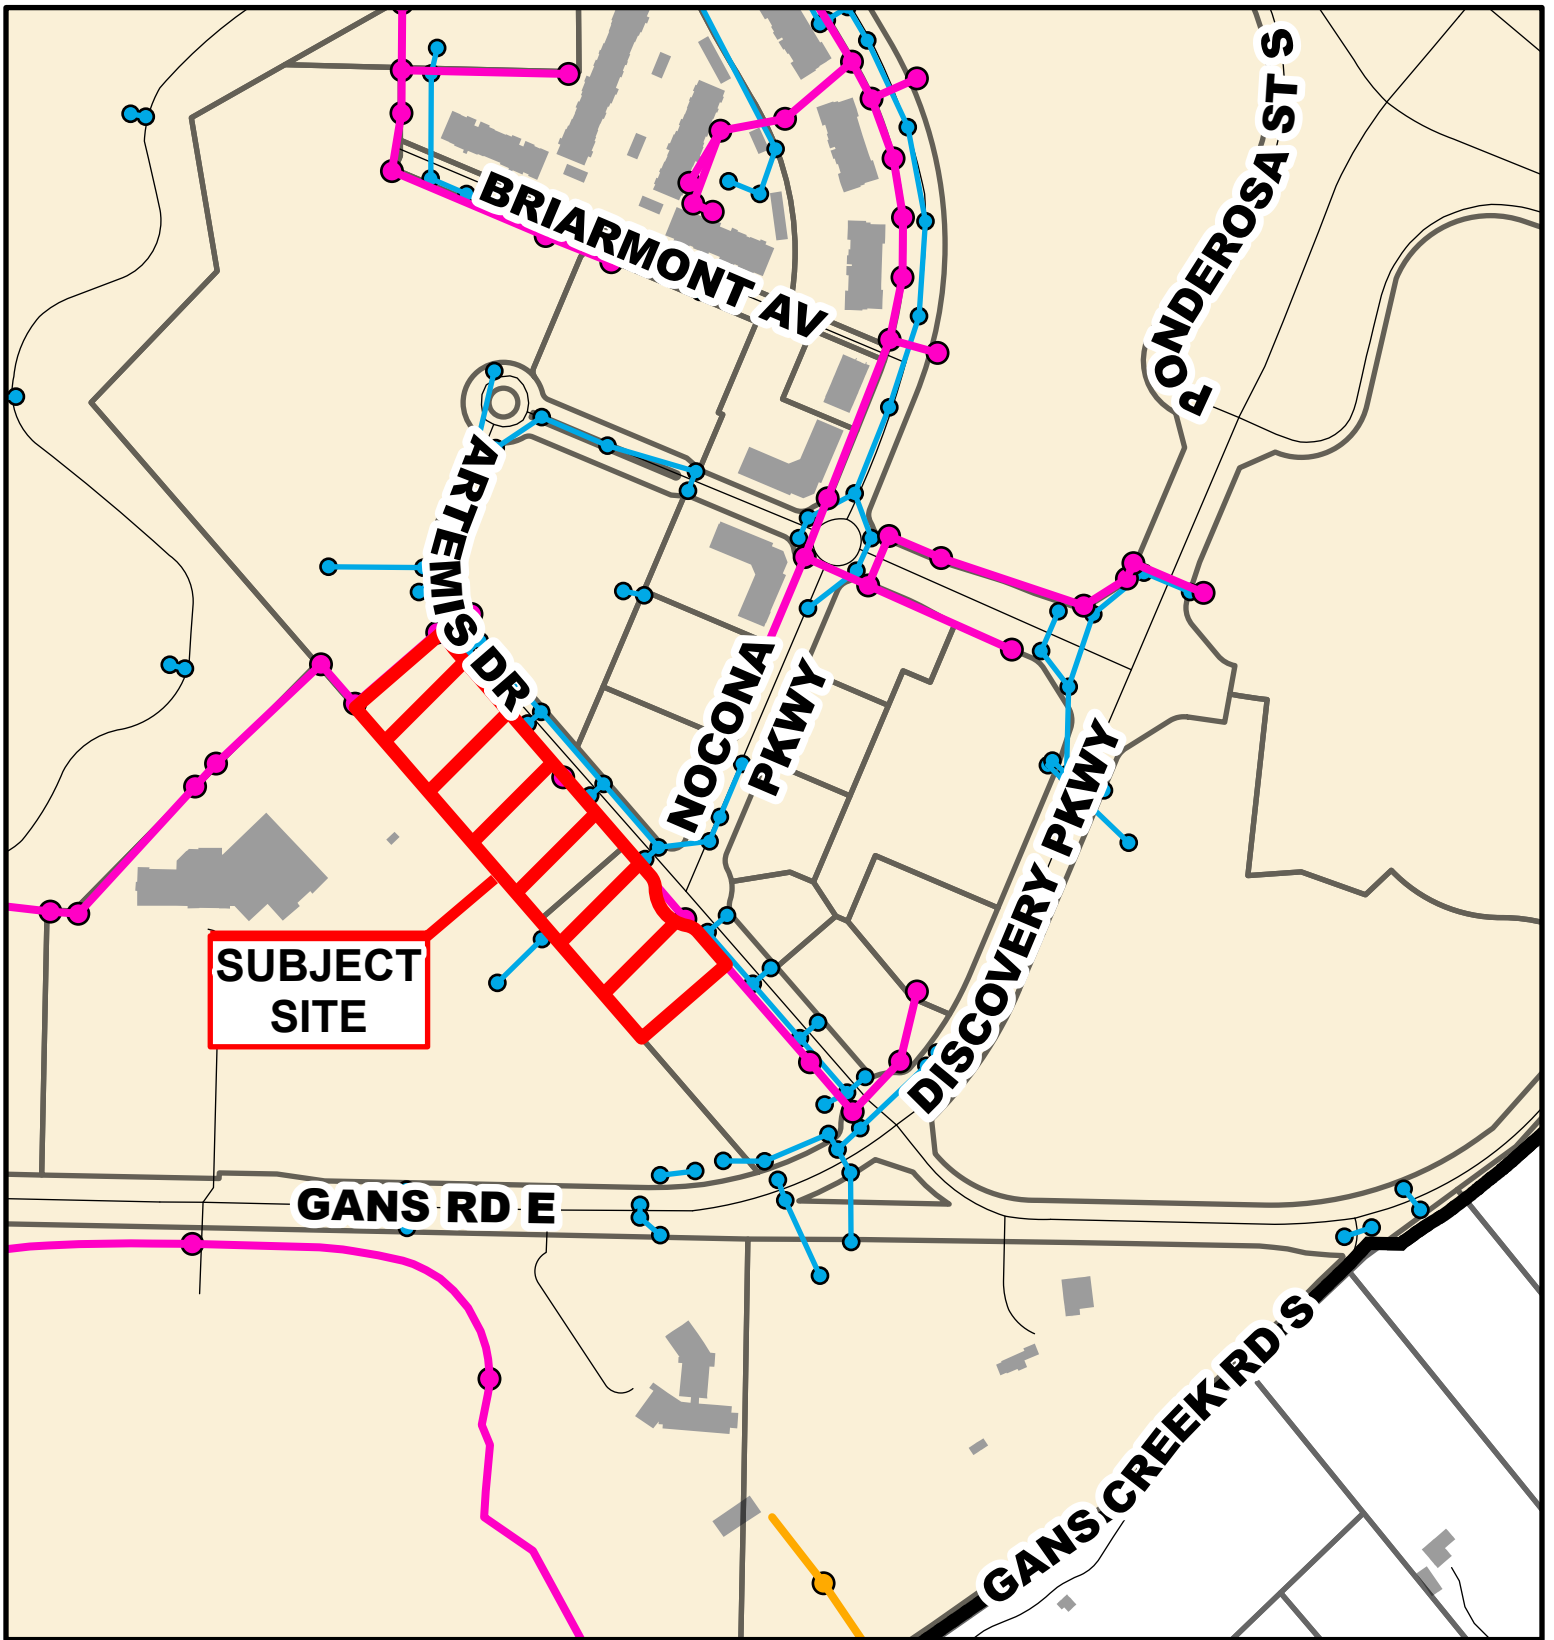 PONDEROSA ST S
BRIARMONT AV
ARTEMIS DR
NOCONA
PKWY
DISCOVERY PKWY
SUBJECT
SITE
GANS RD E
GANS CREEK RD S